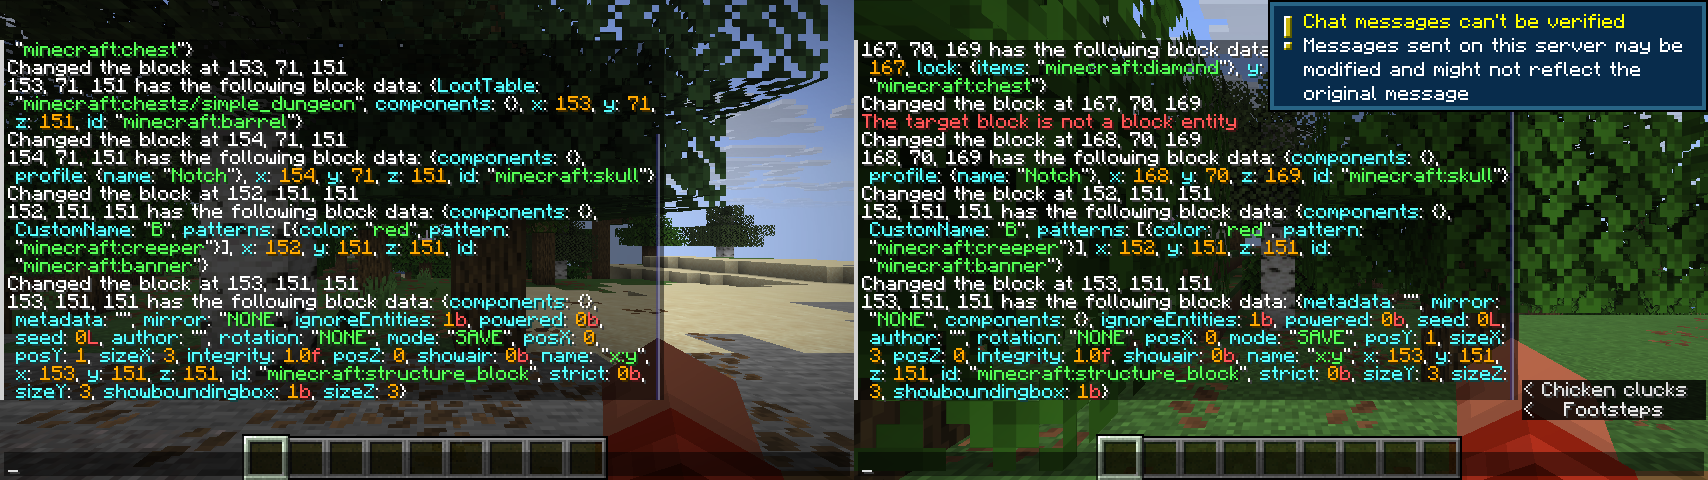 "minecraft:chest"}
Changed the block at 153, 71, 151
153, 71, 151 has the following block data: {LootTable:
"minecraft:chests/simple_dungeon", components: {}, x: 153, y: 71,
z: 151, id: "minecraft:barrel"}
Changed the block at 154, 71, 151
154, 71, 151 has the following block data: {components: {},
profile: {name: "Notch"}, x: 154, y: 71, z: 151, id: "minecraft:skull"}
Changed the block at 152, 151, 151
152, 151, 151 has the following block data: {components: {},
CustomName: "B", patterns: [{color: "red", pattern:
"minecraft:creeper"}], x: 152, y: 151, z: 151, id:
"minecraft:banner"}
Changed the block at 153, 151, 151
153, 151, 151 has the following block data: {components: {},
metadata: "", mirror: "NONE", ignoreEntities: 1b, powered: 0b,
seed: 0L, author: "", rotation: "NONE", mode: "SAVE", posX: 0,
posY: 1, sizeX: 3, integrity: 1.0f, posZ: 0, showair: 0b, name: "x:y",
x: 153, y: 151, z: 151, id: "minecraft:structure_block", strict: 0b,
sizeY: 3, showboundingbox: 1b, sizeZ: 3}
_
167, 70, 169 has the following block data
167, lock: {items: "minecraft:diamond"}, y:
"minecraft:chest"}
Changed the block at 167, 70, 169
The target block is not a block entity
Changed the block at 168, 70, 169
168, 70, 169 has the following block data: {components: {},
profile: {name: "Notch"}, x: 168, y: 70, z: 169, id: "minecraft:skull"}
Changed the block at 152, 151, 151
152, 151, 151 has the following block data: {components: {},
CustomName: "B", patterns: [{color: "red", pattern:
"minecraft:creeper"}], x: 152, y: 151, z: 151, id:
"minecraft:banner"}
Changed the block at 153, 151, 151
153, 151, 151 has the following block data: {metadata: "", mirror:
"NONE", components: {}, ignoreEntities: 1b, powered: 0b, seed: 0L,
author: "", rotation: "NONE", posX: 0, mode: "SAVE", posY: 1, sizeX:
3, posZ: 0, integrity: 1.0f, showair: 0b, name: "x:y", x: 153, y: 151,
z: 151, id: "minecraft:structure_block", strict: 0b, sizeY: 3, sizeZ:
3, showboundingbox: 1b}
_
Chat messages can't be verified
Messages sent on this server may be
modified and might not reflect the
original message
< Chicken clucks
< Footsteps